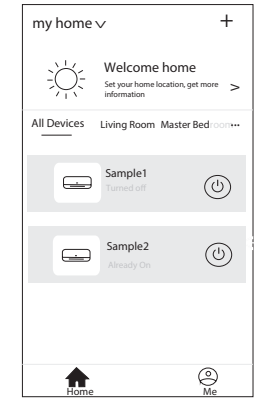 my home
Welcome home
Set your home location, get more
information
All Devices Living Room Master Bedroom
Sample1
Turned off
Sample2
Already On
Home Me